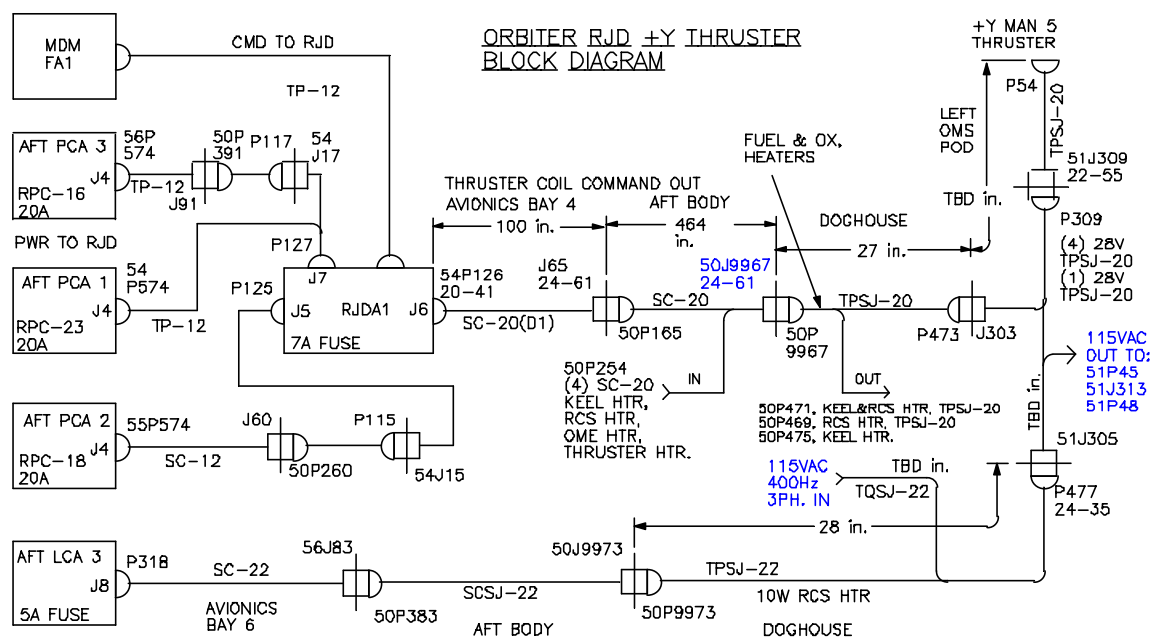 ORBITER RJD +Y THRUSTER
BLOCK DIAGRAM
MDM
FA1
CMD TO RJD
TP-12
+Y MAN 5
THRUSTER
P54
TPSJ-20
LEFT
OMS
POD
TBD in.
51J309
22-55
P309
(4) 28V
TPSJ-20
(1) 28V
TPSJ-20
AFT PCA 3
J4
RPC-16
20A
56P
574
TP-12
J91
50P
391
P117
54
J17
PWR TO RJD
P127
AFT PCA 1
J4
RPC-23
20A
54
P574
TP-12
P125
J7
J5
RJDA1
J6
7A FUSE
54P126
20-41
SC-20(D1)
THRUSTER COIL COMMAND OUT
AVIONICS BAY 4
100 in.
AFT BODY
464
in.
FUEL & OX,
HEATERS
DOGHOUSE
27 in.
J65
24-61
50P165
SC-20
50J9967
24-61
50P
9967
TPSJ-20
P473
J303
115VAC
OUT TO:
51P45
51J313
51P48
TBD in.
50P254
(4) SC-20
KEEL HTR,
RCS HTR,
OME HTR,
THRUSTER HTR.
IN
OUT
50P471, KEEL&RCS HTR, TPSJ-20
50P469, RCS HTR, TPSJ-20
50P475, KEEL HTR.
AFT PCA 2
J4
RPC-18
20A
55P574
SC-12
J60
50P260
P115
54J15
115VAC
400Hz
3PH. IN
TBD in.
TQSJ-22
51J305
P477
24-35
28 in.
AFT LCA 3
J8
5A FUSE
P318
SC-22
AVIONICS
BAY 6
56J83
50P383
SCSJ-22
AFT BODY
50J9973
50P9973
TPSJ-22
10W RCS HTR
DOGHOUSE